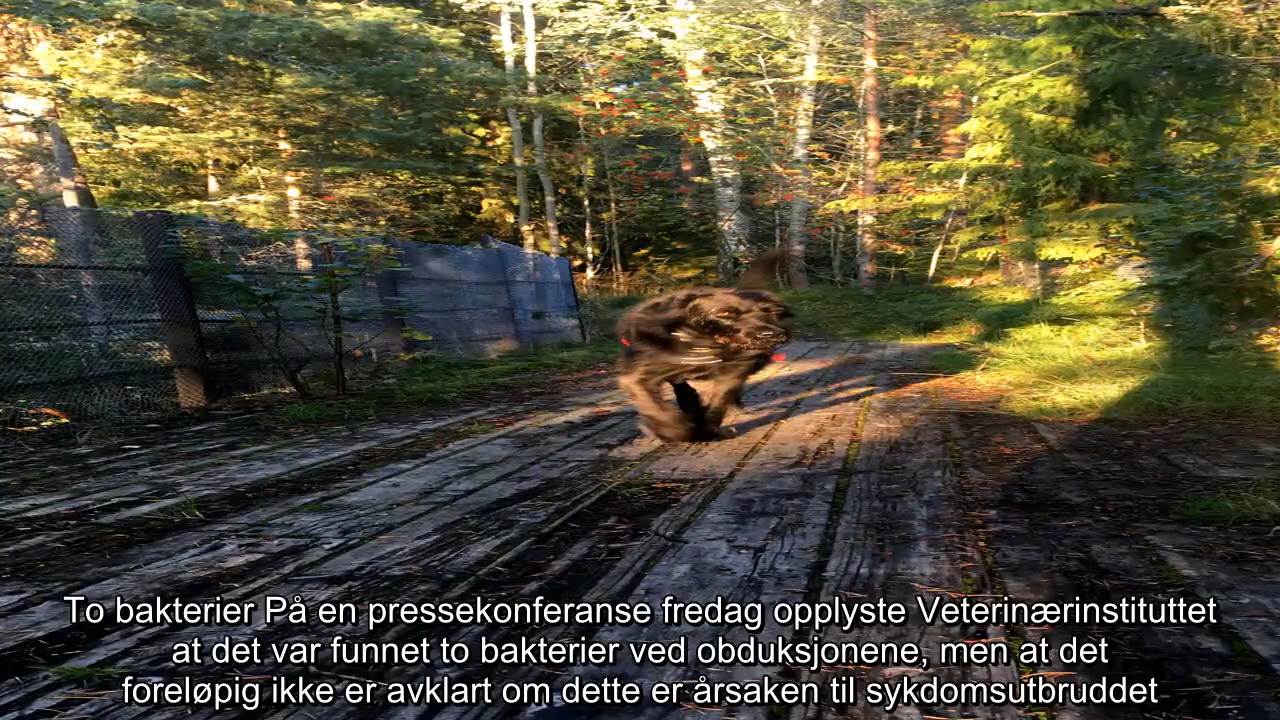 To bakterier På en pressekonferanse fredag opplyste Veterinærinstituttet
at det var funnet to bakterier ved obduksjonene, men at det
foreløpig ikke er avklart om dette er årsaken til sykdomsutbruddet